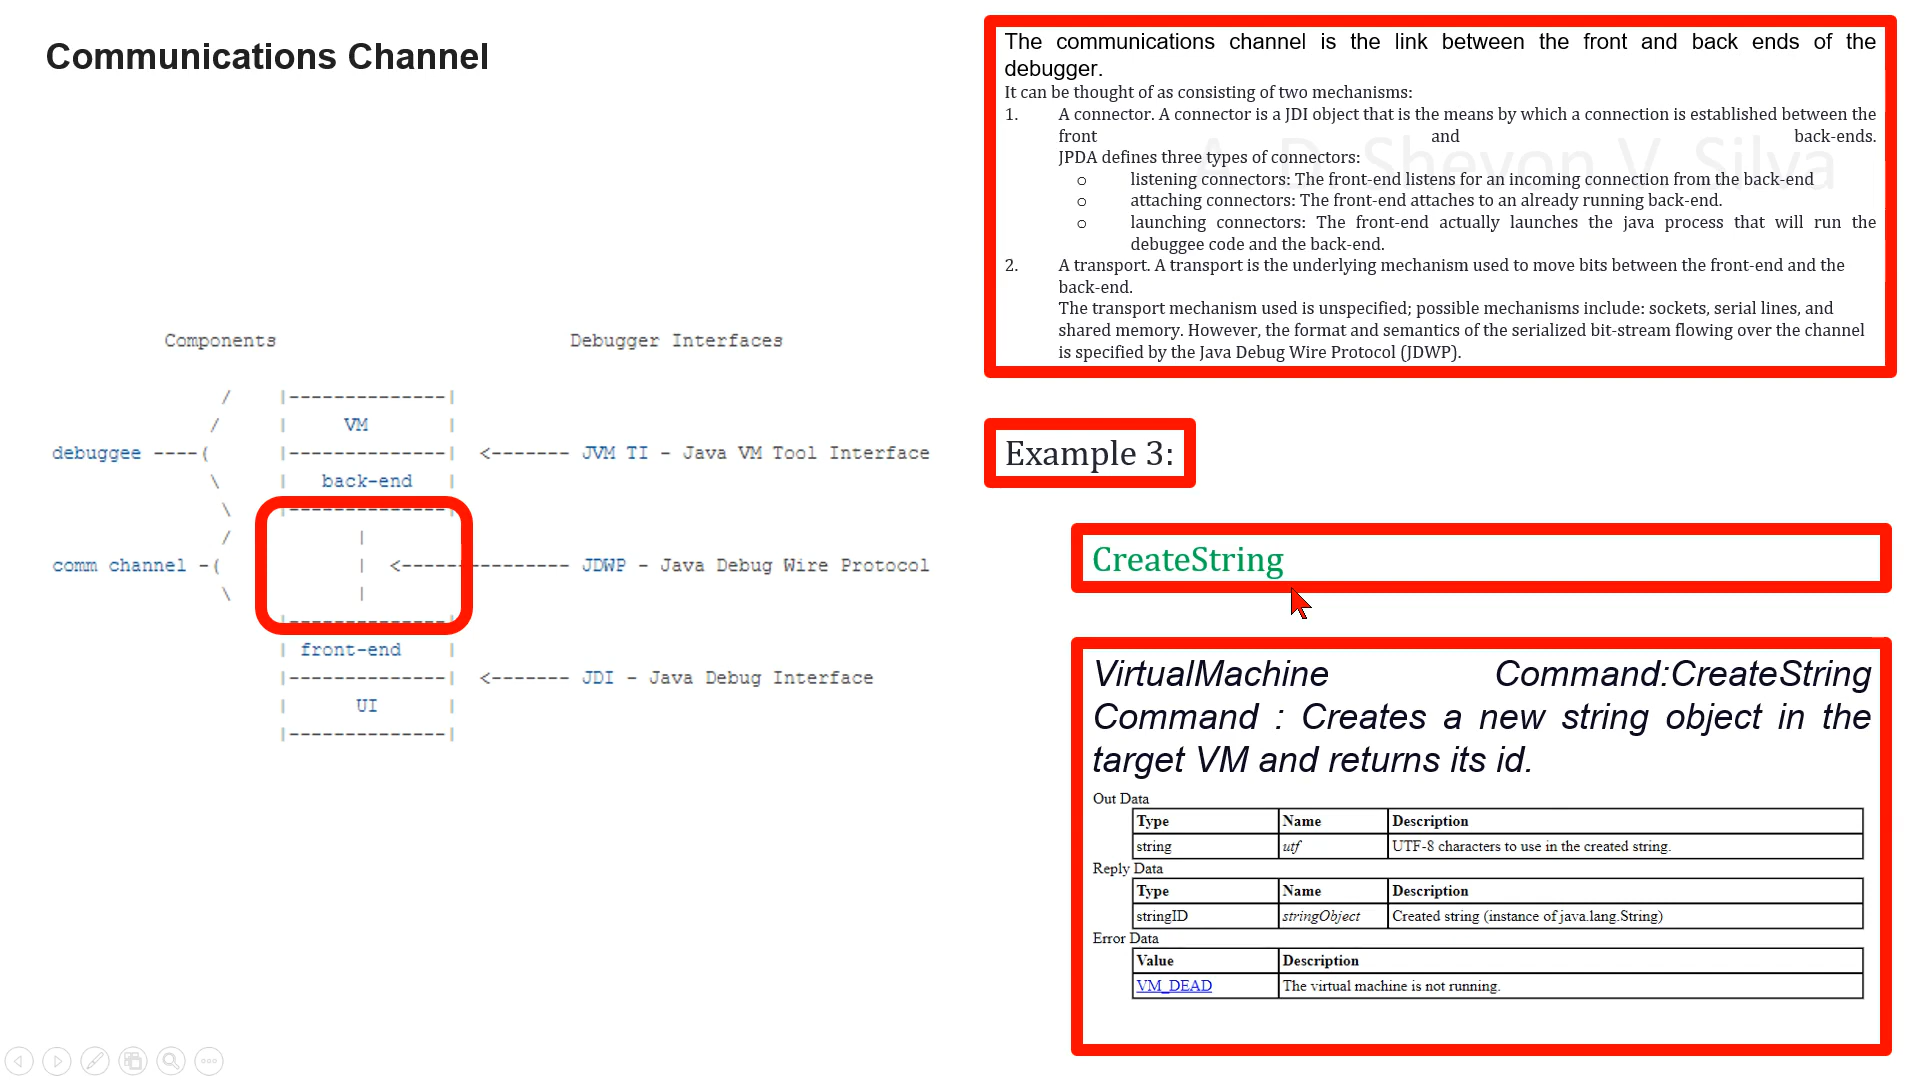 Communications Channel
The communications channel is the link between the front and back ends of the
debugger.
It can be thought of as consisting of two mechanisms:
1. A connector. A connector is a JDI object that is the means by which a connection is established between the
front and back-ends.
JPDA defines three types of connectors:
o listening connectors: The front-end listens for an incoming connection from the back-end
o attaching connectors: The front-end attaches to an already running back-end.
o launching connectors: The front-end actually launches the java process that will run the
debuggee code and the back-end.
2. A transport. A transport is the underlying mechanism used to move bits between the front-end and the
back-end.
The transport mechanism used is unspecified; possible mechanisms include: sockets, serial lines, and
shared memory. However, the format and semantics of the serialized bit-stream flowing over the channel
is specified by the Java Debug Wire Protocol (JDWP).
A. D. Shevon V. Silva
Components Debugger Interfaces
/ |--------------|
/ | VM |
debuggee ----( |--------------| <------- JVM TI - Java VM Tool Interface
\ | back-end |
\ |--------------|
/ |
comm channel -( | <--------------- JDWP - Java Debug Wire Protocol
\ |
|--------------|
| front-end |
|--------------| <------- JDI - Java Debug Interface
| UI |
|--------------|
Example 3:
CreateString
VirtualMachine Command:CreateString
Command : Creates a new string object in the
target VM and returns its id.
Out Data
Type Name Description
string utf UTF-8 characters to use in the created string.
Reply Data
Type Name Description
stringID stringObject Created string (instance of java.lang.String)
Error Data
Value Description
VM_DEAD The virtual machine is not running.